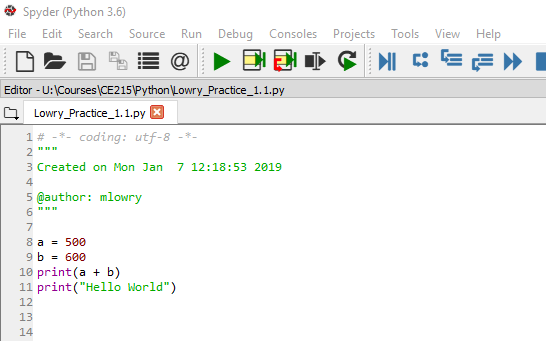 Spyder (Python 3.6)
File Edit Search Source Run Debug Consoles Projects Tools View Help
Editor - U:\Courses\CE215\Python\Lowry_Practice_1.1.py
Lowry_Practice_1.1.py
1 # -*- coding: utf-8 -*-
2 """
3 Created on Mon Jan  7 12:18:53 2019
4
5 @author: mlowry
6 """
7
8 a = 500
9 b = 600
10 print(a + b)
11 print("Hello World")
12
13
14